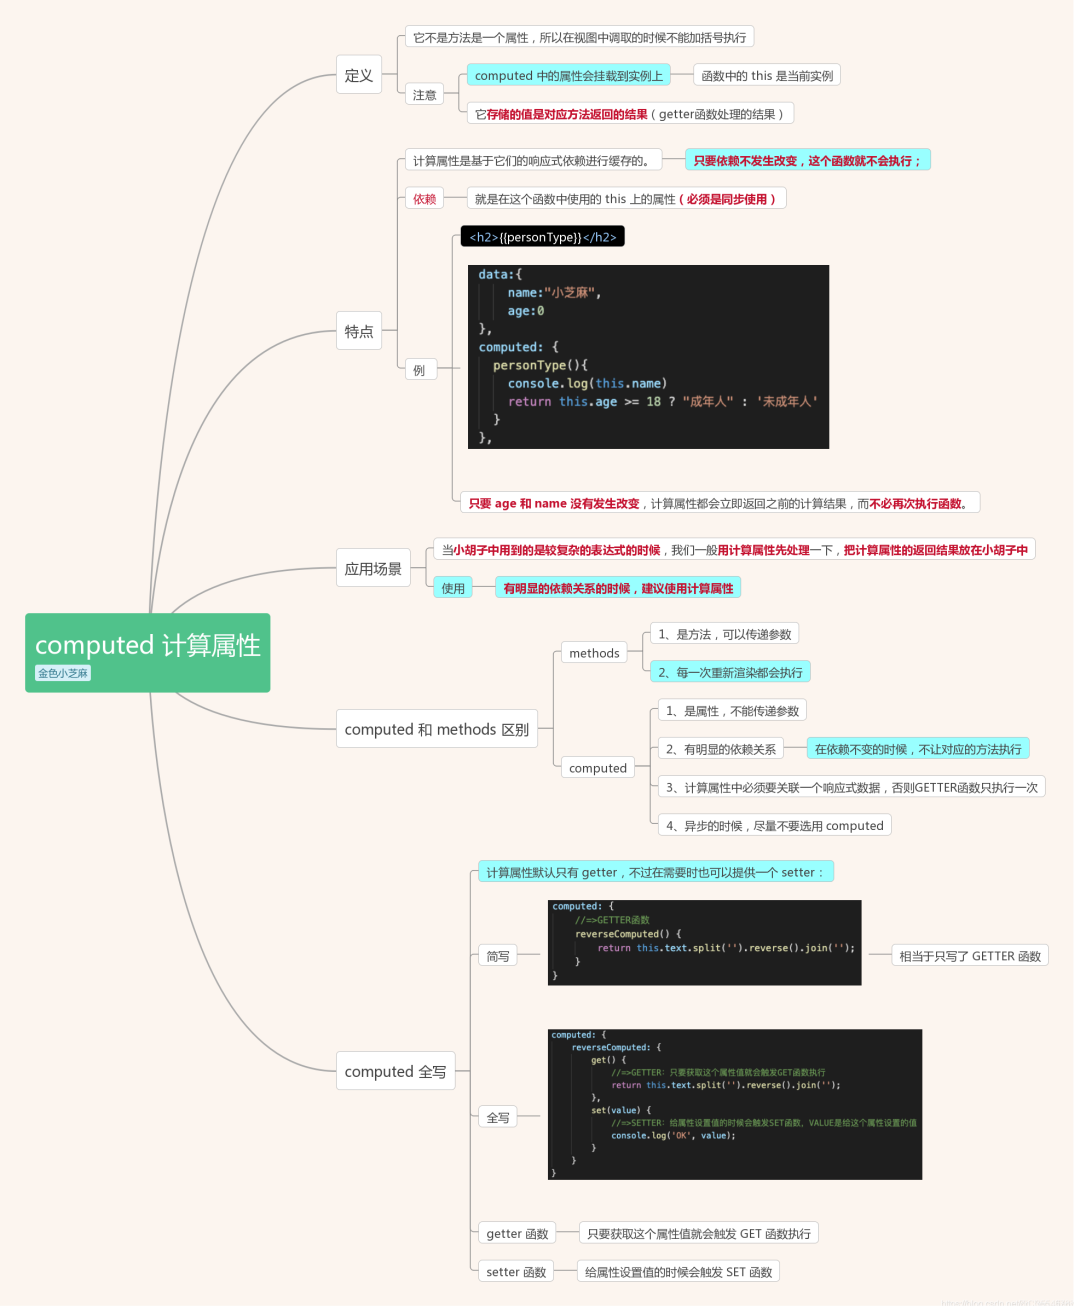 computed 计算属性
金色小芝麻
定义
它不是方法是一个属性，所以在视图中调取的时候不能加括号执行
注意
computed 中的属性会挂载到实例上
函数中的 this 是当前实例
它存储的值是对应方法返回的结果（getter函数处理的结果）
特点
计算属性是基于它们的响应式依赖进行缓存的。
只要依赖不发生改变，这个函数就不会执行；
依赖
就是在这个函数中使用的 this 上的属性（必须是同步使用）
例
<h2>{{personType}}</h2>
data:{
name:"小芝麻",
age:0
},
computed: {
personType(){
console.log(this.name)
return this.age >= 18 ? "成年人" : '未成年人'
}
},
只要 age 和 name 没有发生改变，计算属性都会立即返回之前的计算结果，而不必再次执行函数。
应用场景
当小胡子中用到的是较复杂的表达式的时候，我们一般用计算属性先处理一下，把计算属性的返回结果放在小胡子中
使用
有明显的依赖关系的时候，建议使用计算属性
computed 和 methods 区别
methods
1、是方法，可以传递参数
2、每一次重新渲染都会执行
computed
1、是属性，不能传递参数
2、有明显的依赖关系
在依赖不变的时候，不让对应的方法执行
3、计算属性中必须要关联一个响应式数据，否则GETTER函数只执行一次
4、异步的时候，尽量不要选用 computed
computed 全写
计算属性默认只有 getter，不过在需要时也可以提供一个 setter：
简写
computed: {
//=>GETTER函数
reverseComputed() {
return this.text.split('').reverse().join('');
}
}
相当于只写了 GETTER 函数
全写
computed: {
reverseComputed: {
get() {
//=>GETTER: 只要获取这个属性值就会触发GET函数执行
return this.text.split('').reverse().join('');
},
set(value) {
//=>SETTER: 给属性设置值的时候会触发SET函数，VALUE是给这个属性设置的值
console.log('OK', value);
}
}
}
getter 函数
只要获取这个属性值就会触发 GET 函数执行
setter 函数
给属性设置值的时候会触发 SET 函数